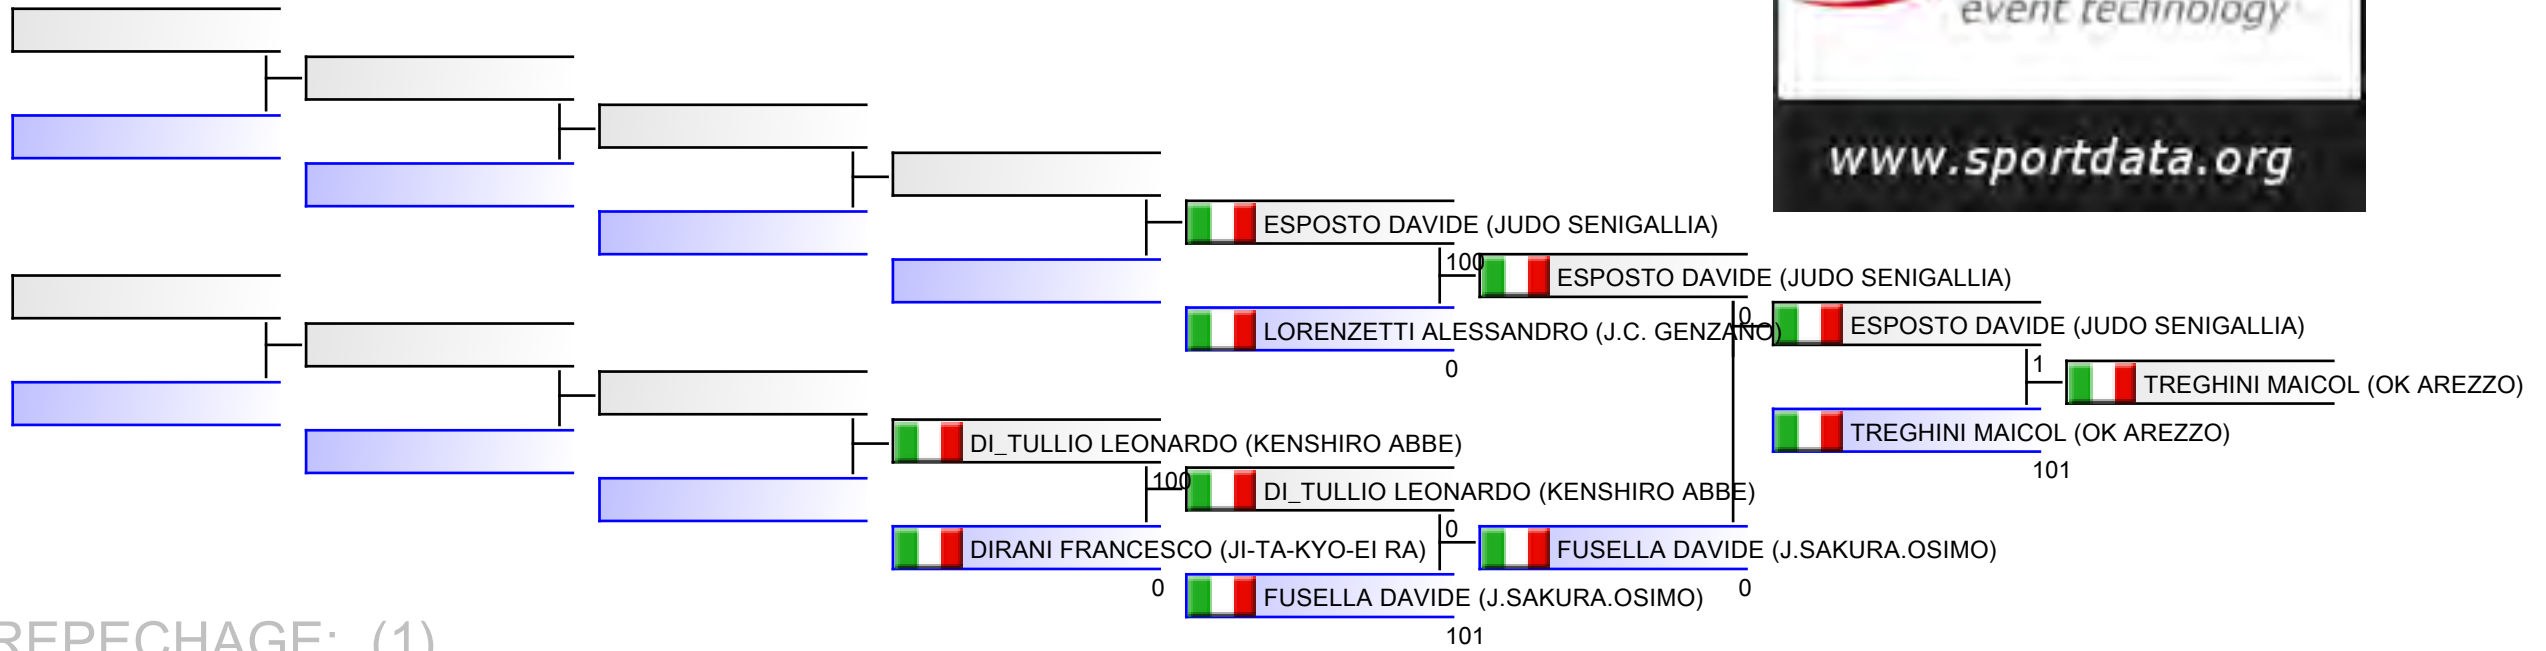 event technology
www.sportdata.org
ESPOSTO DAVIDE (JUDO SENIGALLIA)
100
ESPOSTO DAVIDE (JUDO SENIGALLIA)
LORENZETTI ALESSANDRO (J.C. GENZANO)
0
0
ESPOSTO DAVIDE (JUDO SENIGALLIA)
1
TREGHINI MAICOL (OK AREZZO)
TREGHINI MAICOL (OK AREZZO)
101
DI_TULLIO LEONARDO (KENSHIRO ABBE)
100
DI_TULLIO LEONARDO (KENSHIRO ABBE)
DIRANI FRANCESCO (JI-TA-KYO-EI RA)
0
0
FUSELLA DAVIDE (J.SAKURA.OSIMO)
0
FUSELLA DAVIDE (J.SAKURA.OSIMO)
101
REPECHAGE: (1)